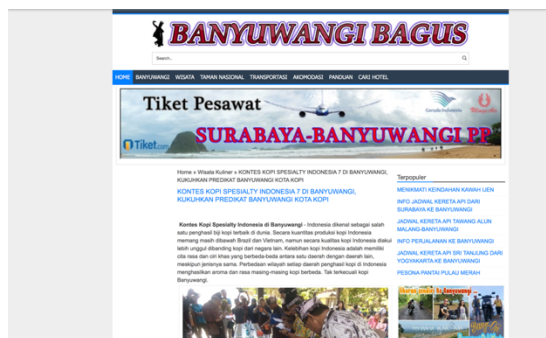 BANYUWANGI BAGUS
Search..
HOME BANYUWANGI WISATA TAMAN NASIONAL TRANSPORTASI AKOMODASI PANDUAN CARI HOTEL
Tiket Pesawat
Garuda Indonesia
SURABAYA-BANYUWANGI PP
Tiket.com
Home » Wisata Kuliner » KONTES KOPI SPESIALTY INDONESIA 7 DI BANYUWANGI,
KUKUHKAN PREDIKAT BANYUWANGI KOTA KOPI
KONTES KOPI SPESIALTY INDONESIA 7 DI BANYUWANGI,
KUKUHKAN PREDIKAT BANYUWANGI KOTA KOPI
Kontes Kopi Specialty Indonesia di Banyuwangi - Indonesia dikenal sebagai salah
satu penghasil biji kopi terbaik di dunia. Secara kuantitas produksi kopi Indonesia
memang masih dibawah Brazil dan Vietnam, namun secara kualitas kopi Indonesia diakui
lebih unggul dibanding kopi dari negara lain. Kelebihan kopi Indonesia adalah memiliki
cita rasa dan ciri khas yang berbeda-beda antara satu daerah dengan daerah lain,
meskipun jenisnya sama. Perbedaan wilayah setiap daerah penghasil kopi di Indonesia
menghasilkan aroma dan rasa masing-masing kopi berbeda. Tak terkecuali kopi
Banyuwangi.
Terpopuler
MENIKMATI KEINDAHAN KAWAH IJEN
INFO JADWAL KERETA API DARI
SURABAYA KE BANYUWANGI
JADWAL KERETA API TAWANG ALUN
MALANG-BANYUWANGI
INFO PERJALANAN KE BANYUWANGI
JADWAL KERETA API SRI TANJUNG DARI
YOGYAKARTA KE BANYUWANGI
PESONA PANTAI PULAU MERAH